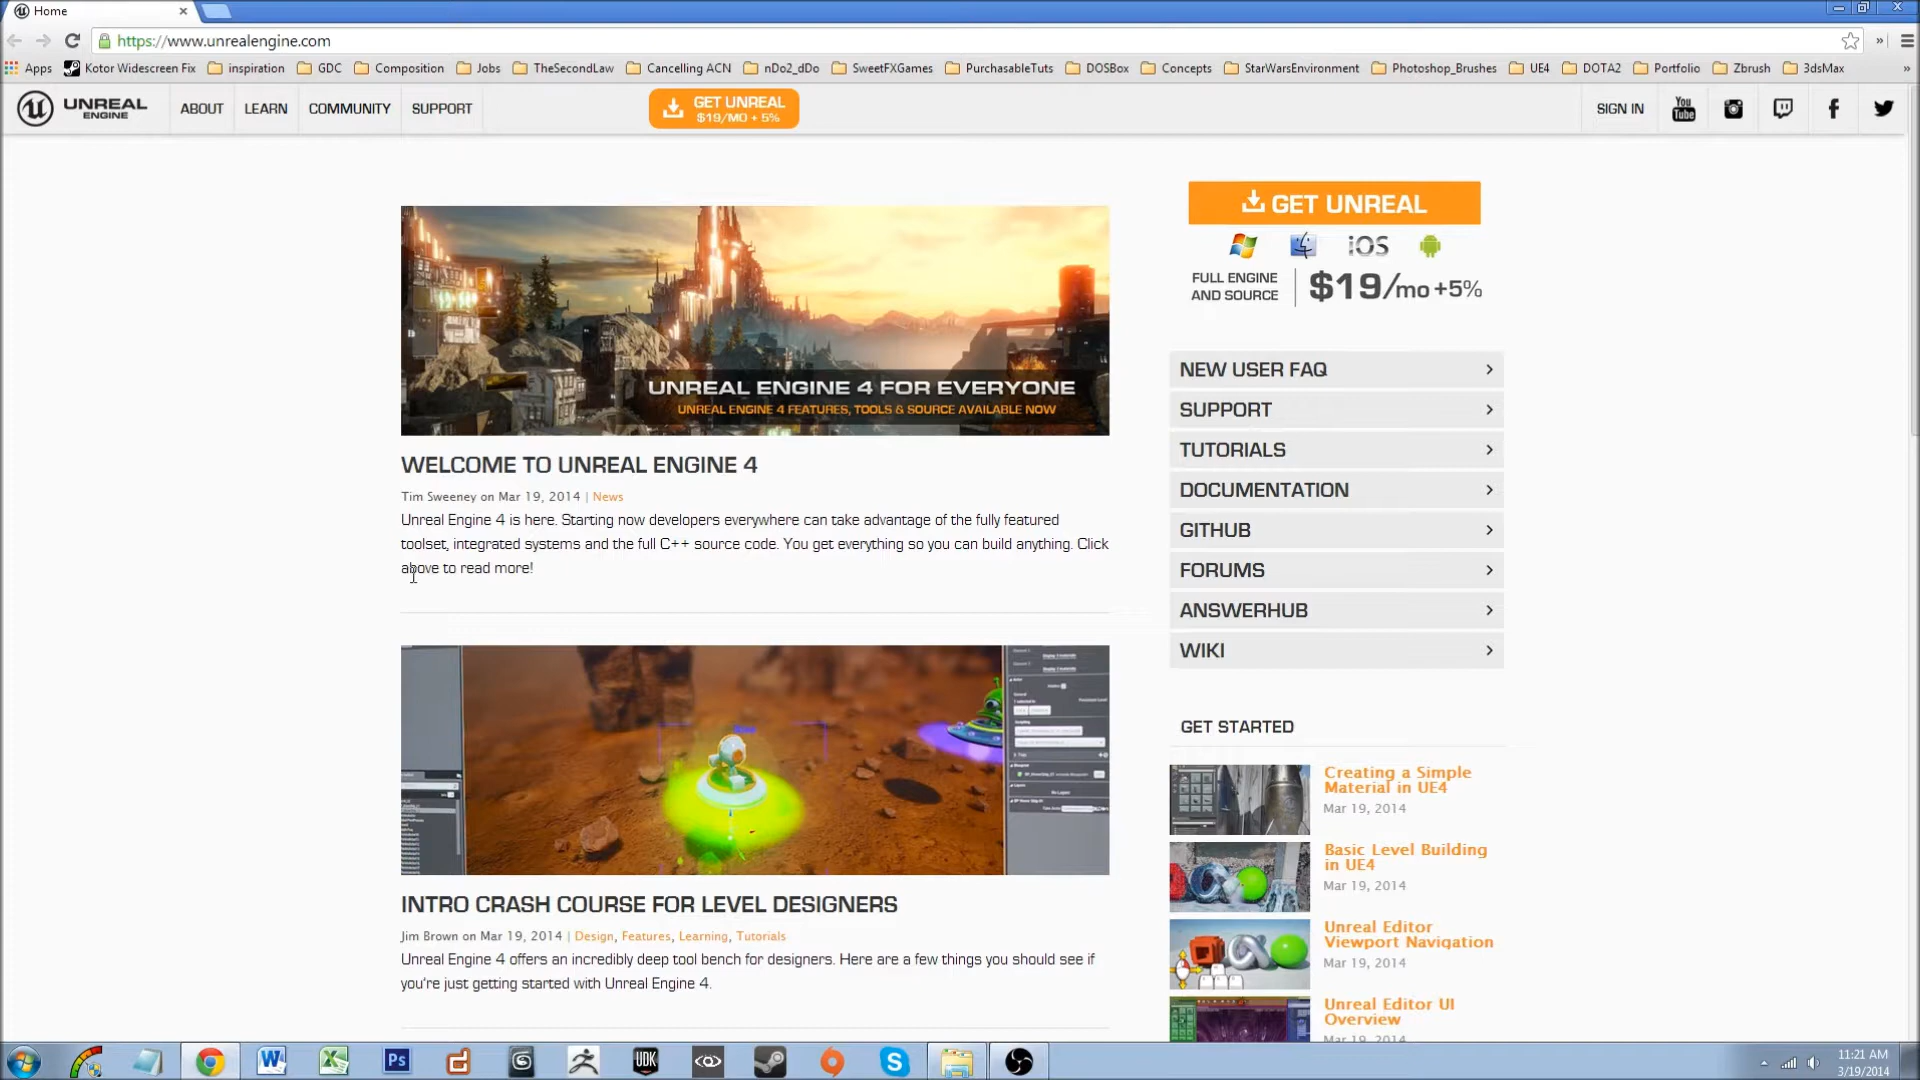 Home
https://www.unrealengine.com
Apps Kotor Widescreen Fix inspiration GDC Composition Jobs TheSecondLaw Cancelling ACN nDo2_dDo SweetFXGames PurchasableTuts DOSBox Concepts StarWarsEnvironment Photoshop_Brushes UE4 DOTA2 Portfolio Zbrush 3dsMax
UNREAL
ENGINE
ABOUT LEARN COMMUNITY SUPPORT
GET UNREAL
$19/MO + 5%
SIGN IN You
Tube
GET UNREAL
iOS
FULL ENGINE
AND SOURCE
$19/mo +5%
UNREAL ENGINE 4 FOR EVERYONE
UNREAL ENGINE 4 FEATURES, TOOLS & SOURCE AVAILABLE NOW
WELCOME TO UNREAL ENGINE 4
Tim Sweeney on Mar 19, 2014 | News
Unreal Engine 4 is here. Starting now developers everywhere can take advantage of the fully featured
toolset, integrated systems and the full C++ source code. You get everything so you can build anything. Click
above to read more!
NEW USER FAQ
SUPPORT
TUTORIALS
DOCUMENTATION
GITHUB
FORUMS
ANSWERHUB
WIKI
INTRO CRASH COURSE FOR LEVEL DESIGNERS
Jim Brown on Mar 19, 2014 | Design, Features, Learning, Tutorials
Unreal Engine 4 offers an incredibly deep tool bench for designers. Here are a few things you should see if
you're just getting started with Unreal Engine 4.
GET STARTED
Creating a Simple
Material in UE4
Mar 19, 2014
Basic Level Building
in UE4
Mar 19, 2014
Unreal Editor
Viewport Navigation
Mar 19, 2014
Unreal Editor UI
Overview
Mar 19, 2014
Ps
UDK
11:21 AM
3/19/2014